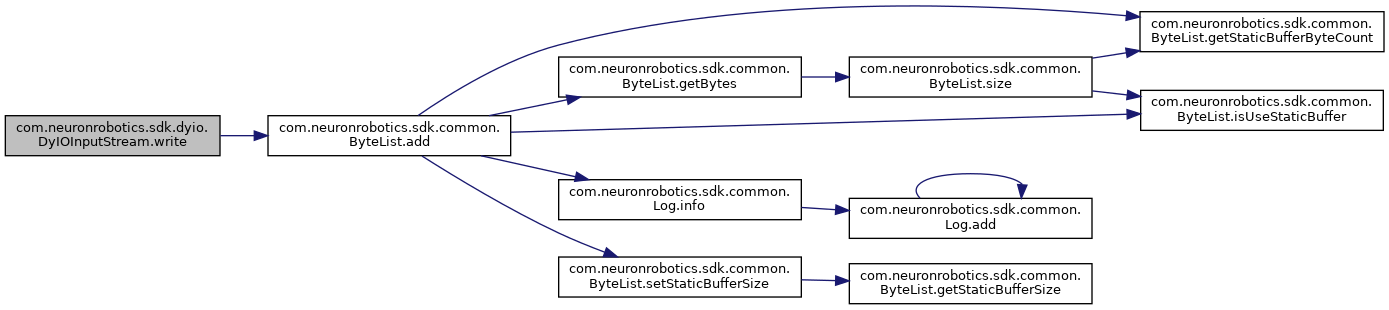 com.neuronrobotics.sdk.dyio.
DyIOInputStream.write
com.neuronrobotics.sdk.common.
ByteList.add
com.neuronrobotics.sdk.common.
ByteList.getBytes
com.neuronrobotics.sdk.common.
ByteList.size
com.neuronrobotics.sdk.common.
ByteList.getStaticBufferByteCount
com.neuronrobotics.sdk.common.
ByteList.isUseStaticBuffer
com.neuronrobotics.sdk.common.
Log.info
com.neuronrobotics.sdk.common.
Log.add
com.neuronrobotics.sdk.common.
ByteList.setStaticBufferSize
com.neuronrobotics.sdk.common.
ByteList.getStaticBufferSize